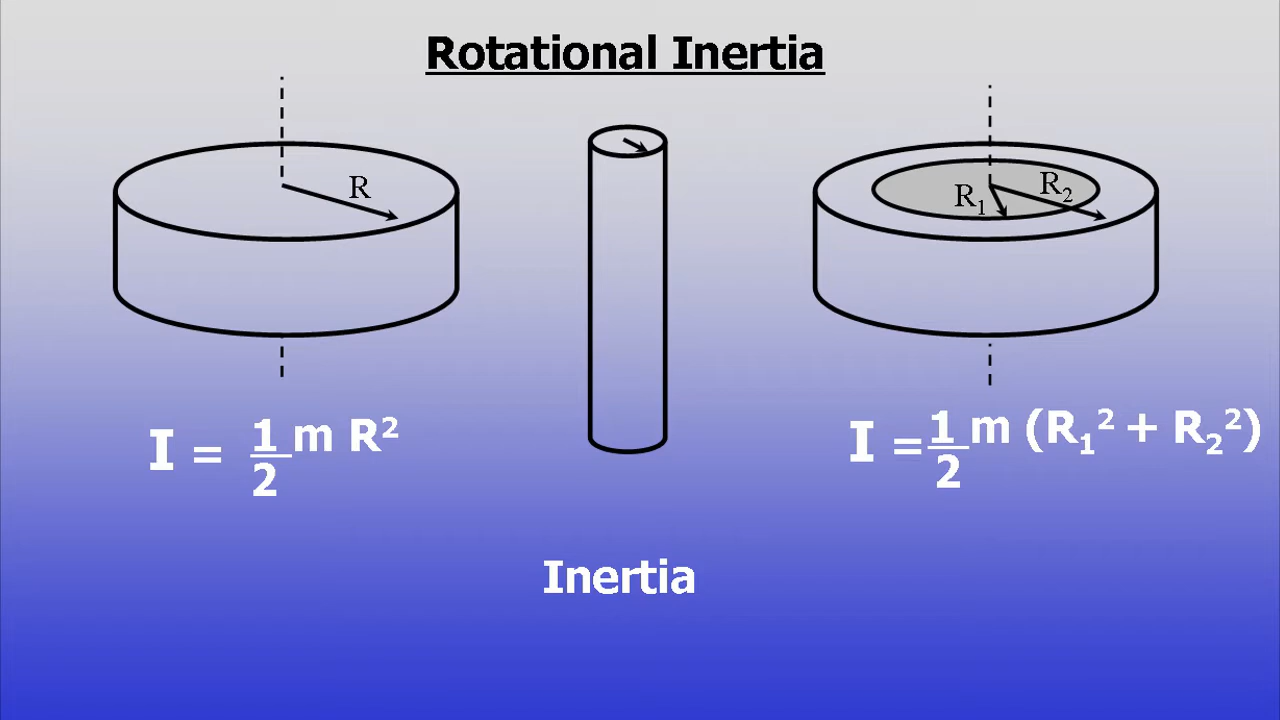 Rotational Inertia
R
R₁ R₂
I = 1/2 m R²
I = 1/2 m (R₁² + R₂²)
Inertia